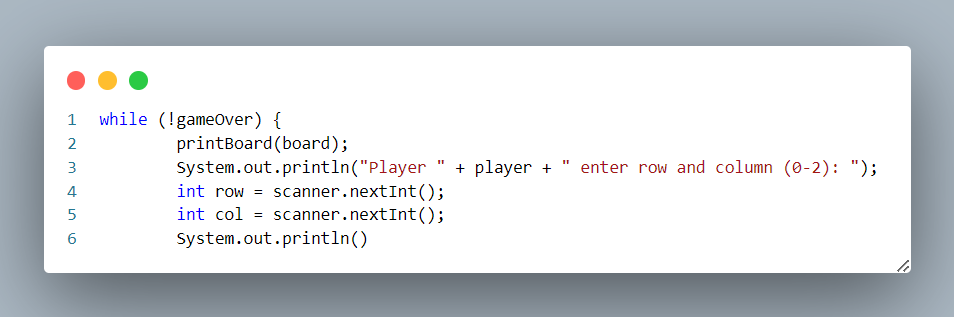 1 while (!gameOver) {
2 printBoard(board);
3 System.out.println("Player " + player + " enter row and column (0-2): ");
4 int row = scanner.nextInt();
5 int col = scanner.nextInt();
6 System.out.println()